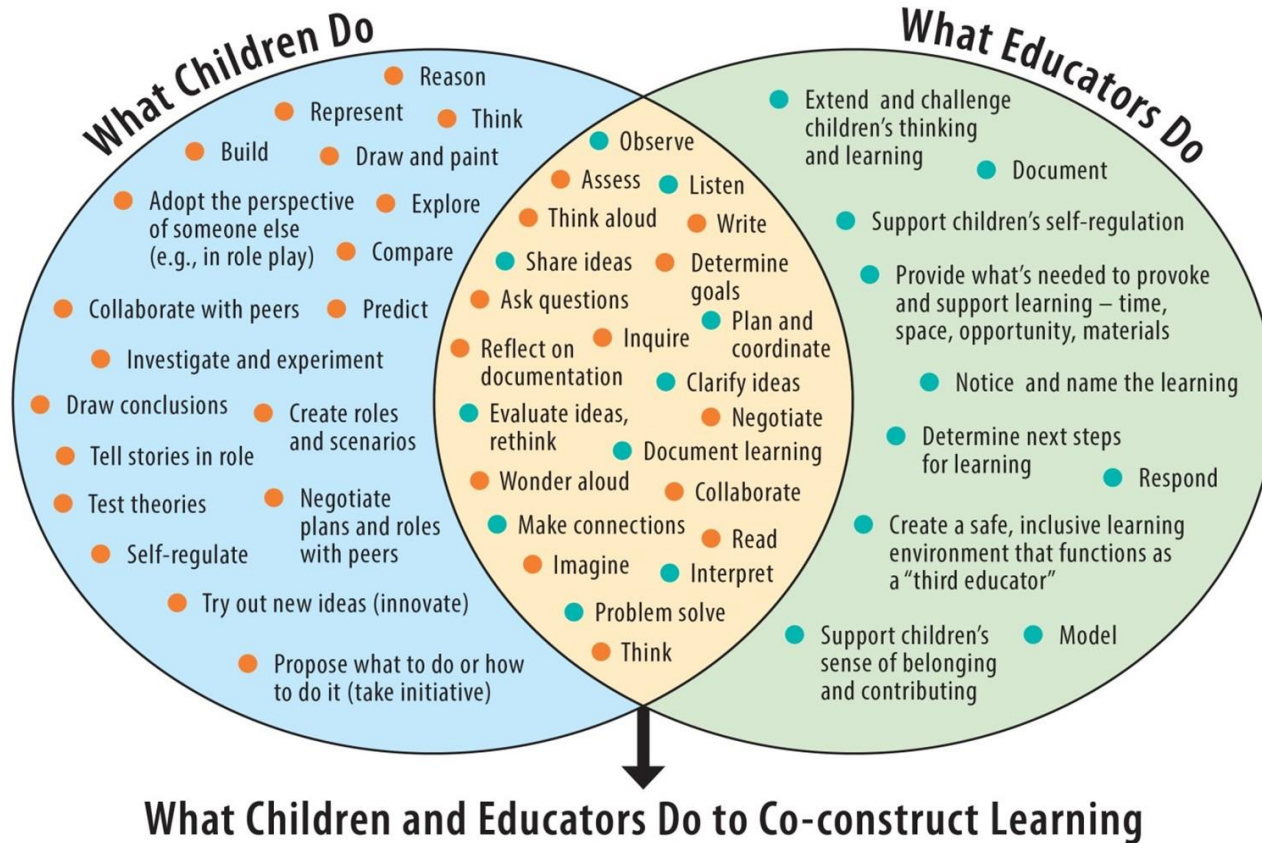 What Children Do
Reason
Represent
Think
Build
Draw and paint
Adopt the perspective
of someone else
(e.g., in role play)
Explore
Compare
Collaborate with peers
Predict
Investigate and experiment
Draw conclusions
Create roles
and scenarios
Tell stories in role
Test theories
Negotiate
plans and roles
with peers
Self-regulate
Try out new ideas (innovate)
Propose what to do or how
to do it (take initiative)
Observe
Assess
Listen
Think aloud
Write
Share ideas
Determine
goals
Ask questions
Plan and
coordinate
Inquire
Reflect on
documentation
Clarify ideas
Evaluate ideas,
rethink
Negotiate
Document learning
Wonder aloud
Collaborate
Make connections
Read
Imagine
Interpret
Problem solve
Think
What Educators Do
Extend and challenge
children's thinking
and learning
Document
Support children's self-regulation
Provide what's needed to provoke
and support learning – time,
space, opportunity, materials
Notice and name the learning
Determine next steps
for learning
Respond
Create a safe, inclusive learning
environment that functions as
a “third educator”
Support children's
sense of belonging
and contributing
Model
What Children and Educators Do to Co-construct Learning